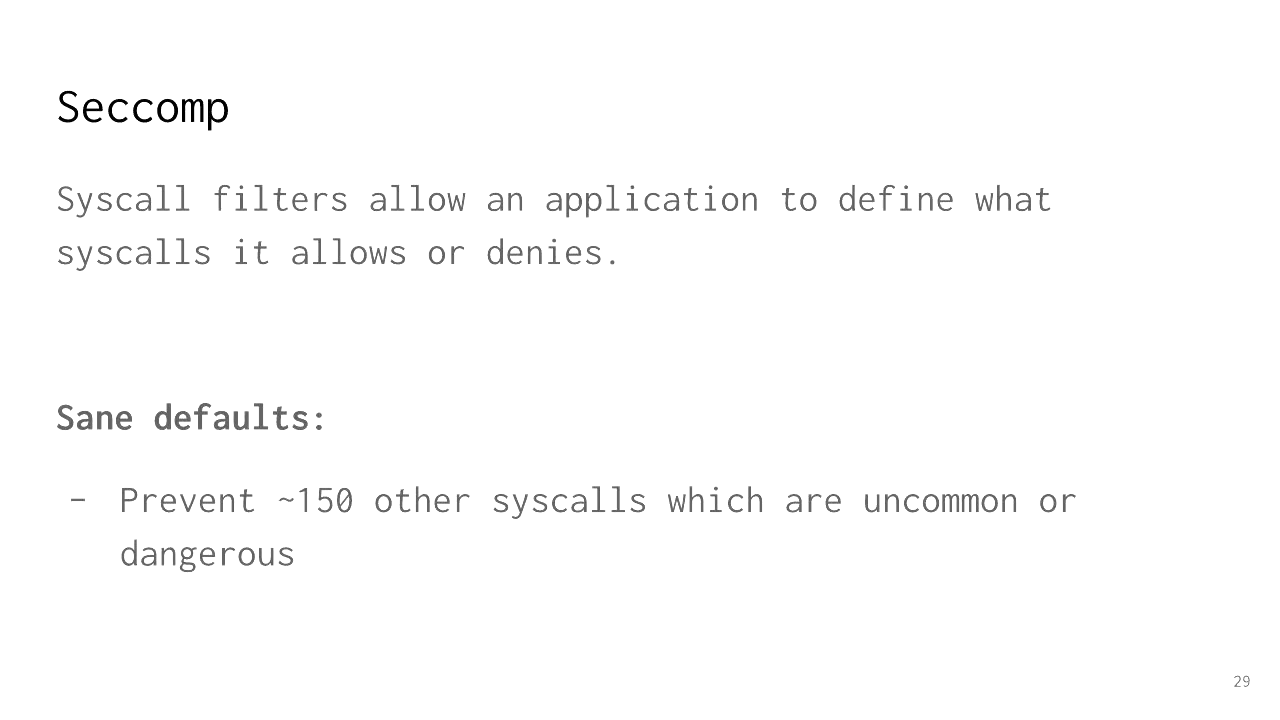 Seccomp
Syscall filters allow an application to define what
syscalls it allows or denies.
Sane defaults:
- Prevent ~150 other syscalls which are uncommon or
dangerous
29